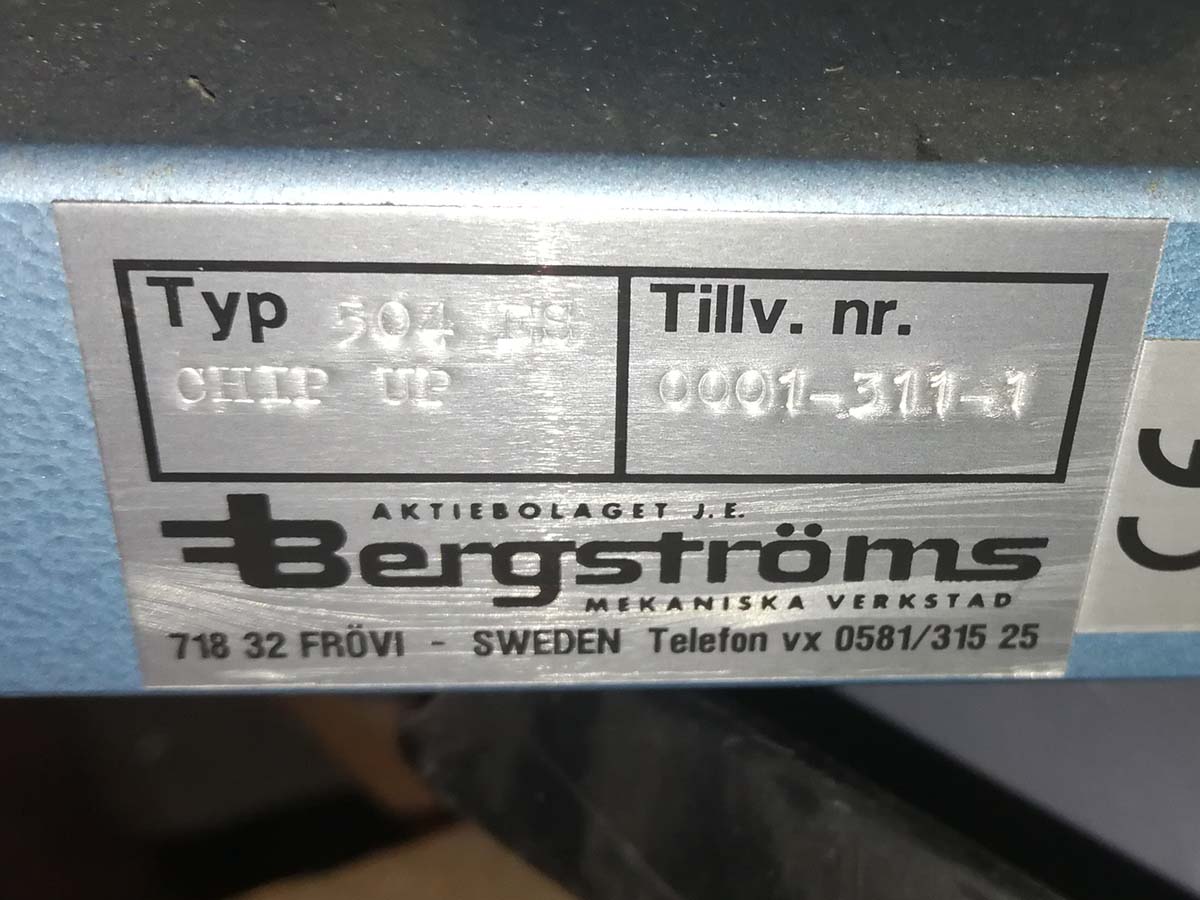 Typ 504
CHIP UP
Tillv. nr.
0001-311-1
AKTIEBOLAGET J.E.
Bergströms
MEKANISKA VERKSTAD
718 32 FRÖVI - SWEDEN Telefon vx 0581/315 25
CE